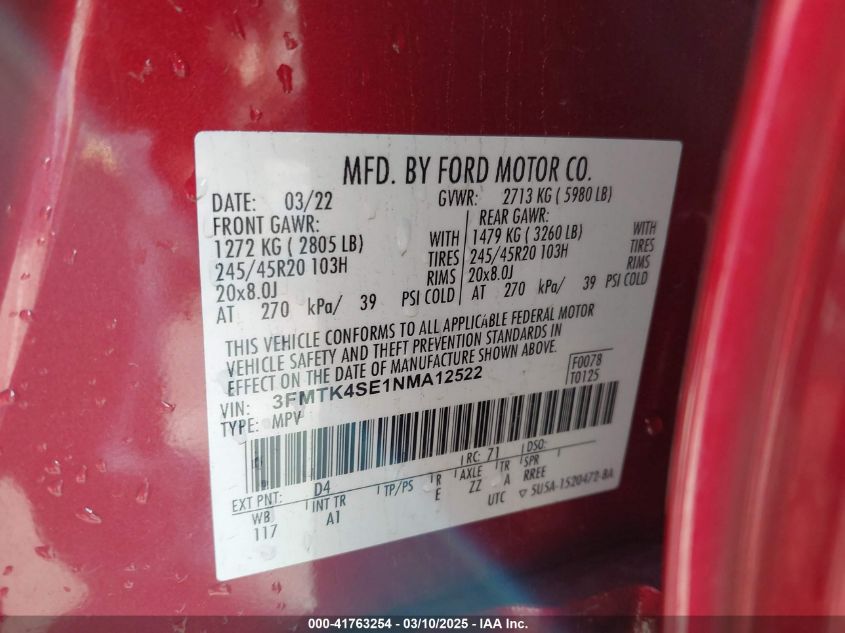 MFD. BY FORD MOTOR CO.
DATE: 03/22 GVWR: 2713 KG ( 5980 LB)
FRONT GAWR: REAR GAWR:
1272 KG ( 2805 LB) WITH 1479 KG ( 3260 LB) WITH
245/45R20 103H TIRES 245/45R20 103H TIRES
20x8.0J RIMS 20x8.0J RIMS
AT 270 kPa/ 39 PSI COLD AT 270 kPa/ 39 PSI COLD
THIS VEHICLE CONFORMS TO ALL APPLICABLE FEDERAL MOTOR
VEHICLE SAFETY AND THEFT PREVENTION STANDARDS IN
EFFECT ON THE DATE OF MANUFACTURE SHOWN ABOVE.
VIN: 3FMTK4SE1NMA12522 F0078
TYPE: MPV T0125
RC: 71 DSO:
EXT PNT: D4 AXLE TR SPR
WB INT TR TP/PS R ZZ A RREE
117 A1 E UTC ▽ 5U5A-1520472-BA
000-41763254 - 03/10/2025 - IAA Inc.